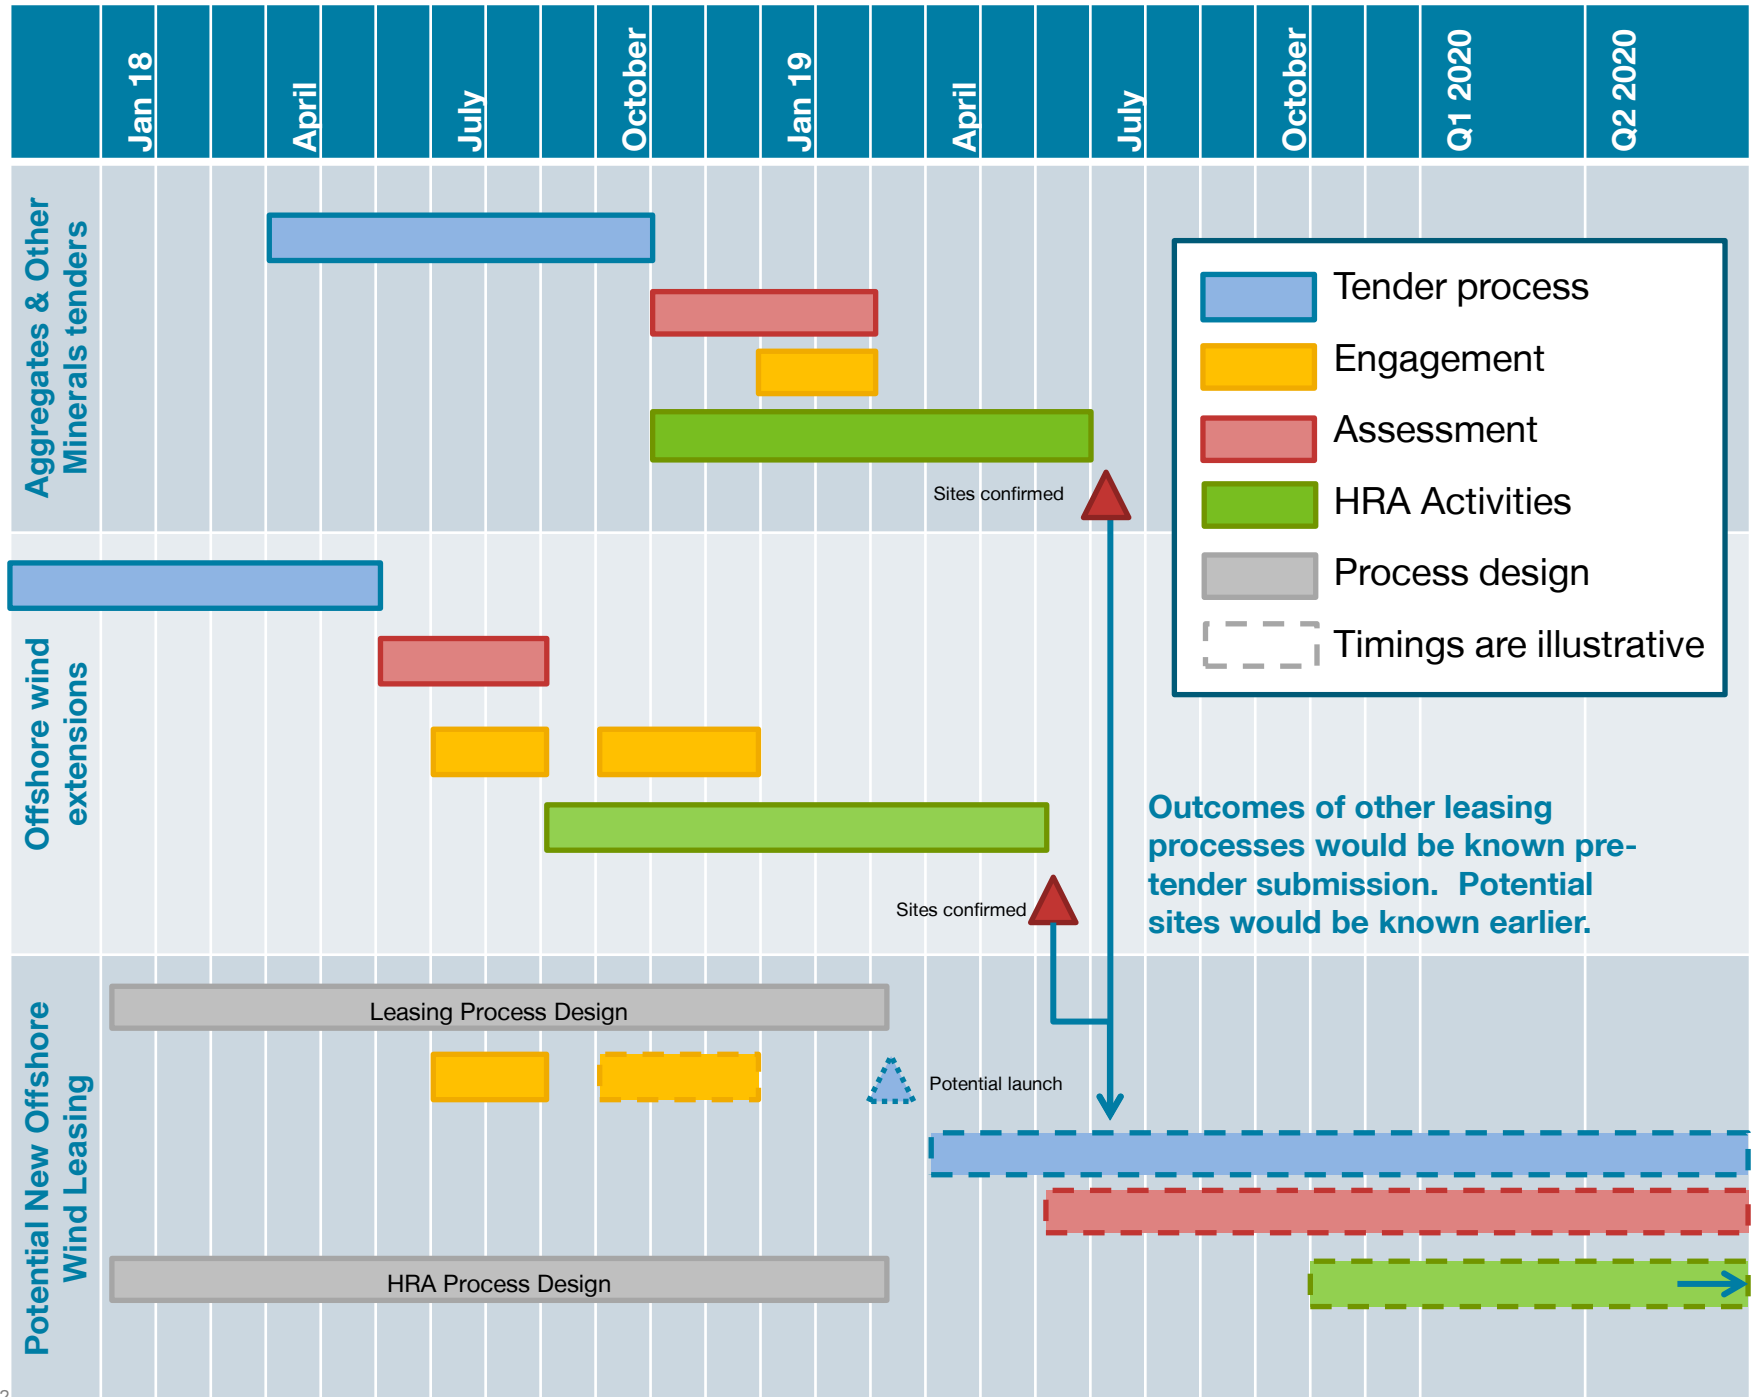 Jan 18
April
July
October
Jan 19
April
July
October
Q1 2020
Q2 2020
Aggregates & Other
Minerals tenders
Sites confirmed
Tender process
Engagement
Assessment
HRA Activities
Process design
Timings are illustrative
Offshore wind
extensions
Sites confirmed
Outcomes of other leasing
processes would be known pre-
tender submission.  Potential
sites would be known earlier.
Potential New Offshore
Wind Leasing
Leasing Process Design
Potential launch
HRA Process Design
2